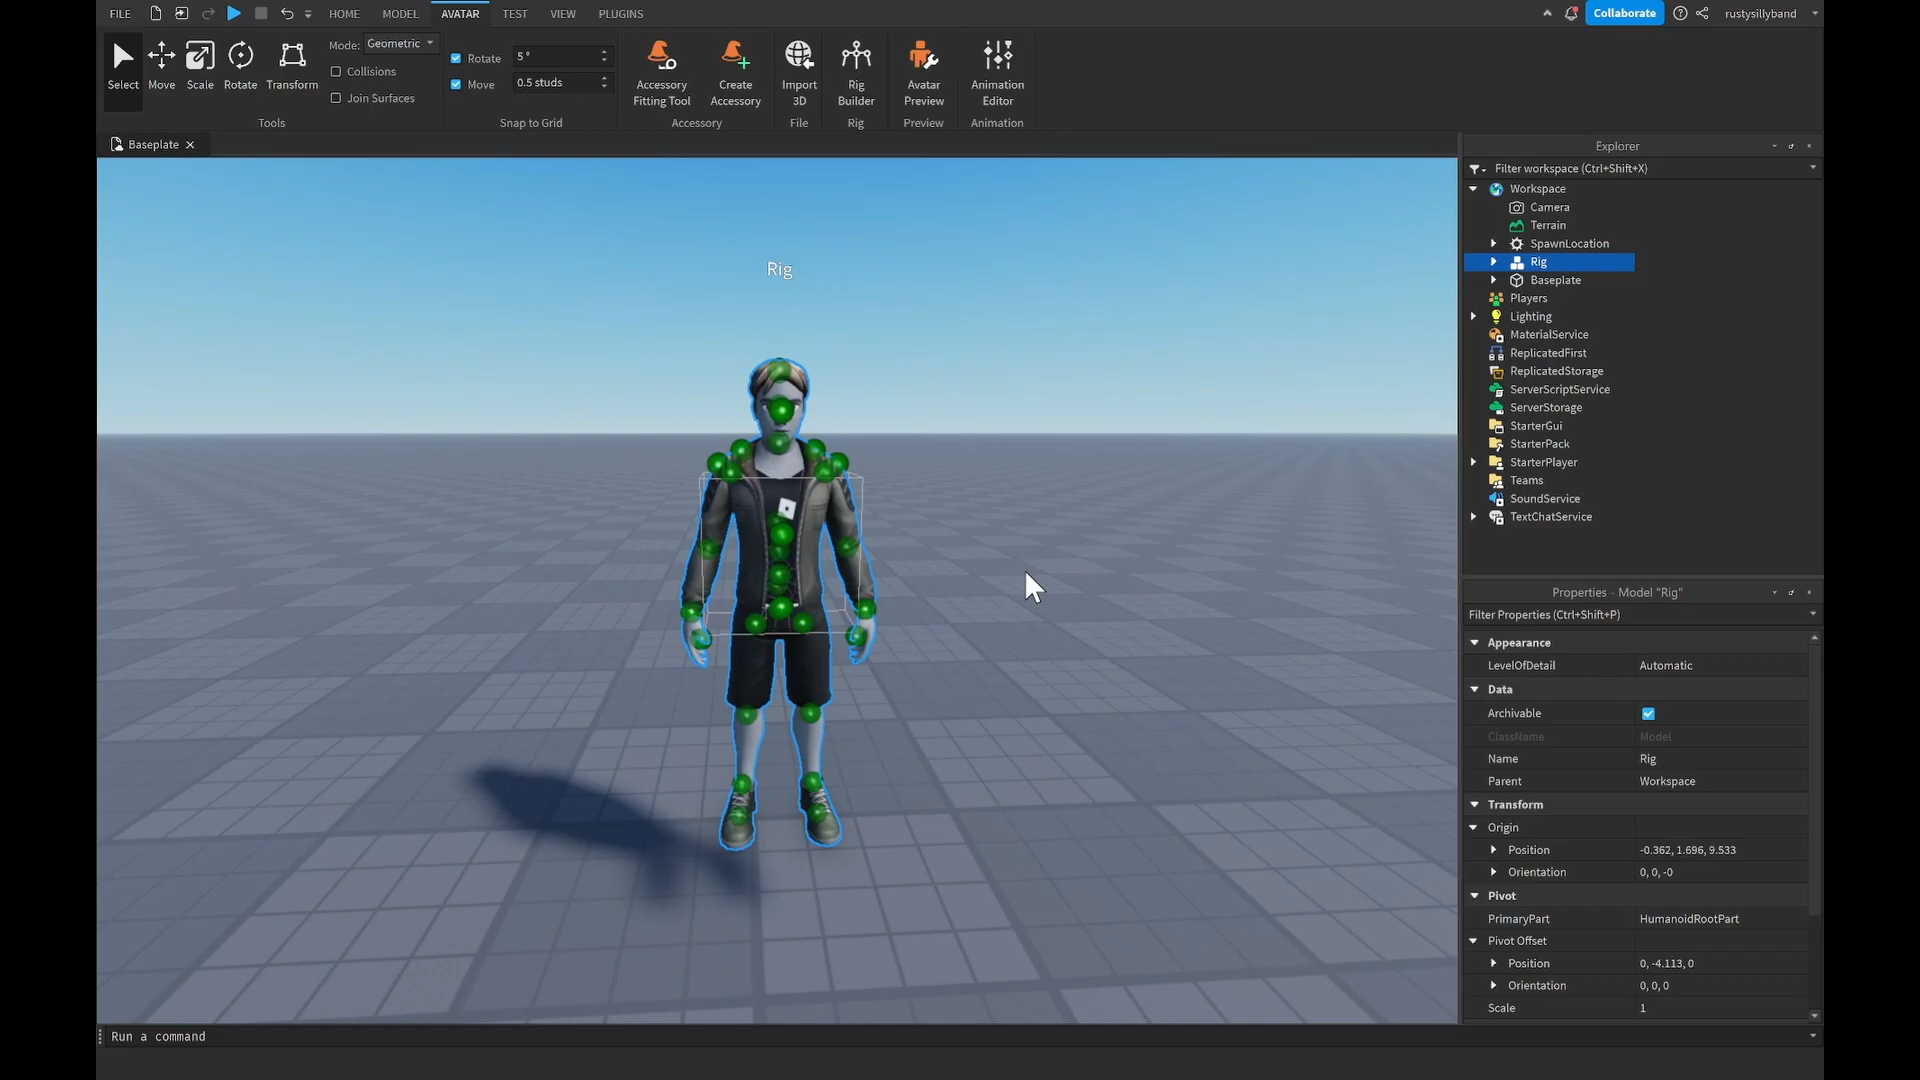 FILE HOME MODEL AVATAR TEST VIEW PLUGINS Collaborate rustysillyband
Select Move Scale Rotate Transform
Mode: Geometric
Collisions
Join Surfaces
Tools
Rotate 5 °
Move 0.5 studs
Snap to Grid
Accessory
Fitting Tool
Create
Accessory
Accessory
Import
3D
File
Rig
Builder
Rig
Avatar
Preview
Preview
Animation
Editor
Animation
Baseplate
Rig
Explorer
Filter workspace (Ctrl+Shift+X)
Workspace
Camera
Terrain
SpawnLocation
Rig
Baseplate
Players
Lighting
MaterialService
ReplicatedFirst
ReplicatedStorage
ServerScriptService
ServerStorage
StarterGui
StarterPack
StarterPlayer
Teams
SoundService
TextChatService
Properties - Model "Rig"
Filter Properties (Ctrl+Shift+P)
Appearance
LevelOfDetail Automatic
Data
Archivable
ClassName Model
Name Rig
Parent Workspace
Transform
Origin
Position -0.362, 1.696, 9.533
Orientation 0, 0, -0
Pivot
PrimaryPart HumanoidRootPart
Pivot Offset
Position 0, -4.113, 0
Orientation 0, 0, 0
Scale 1
Run a command